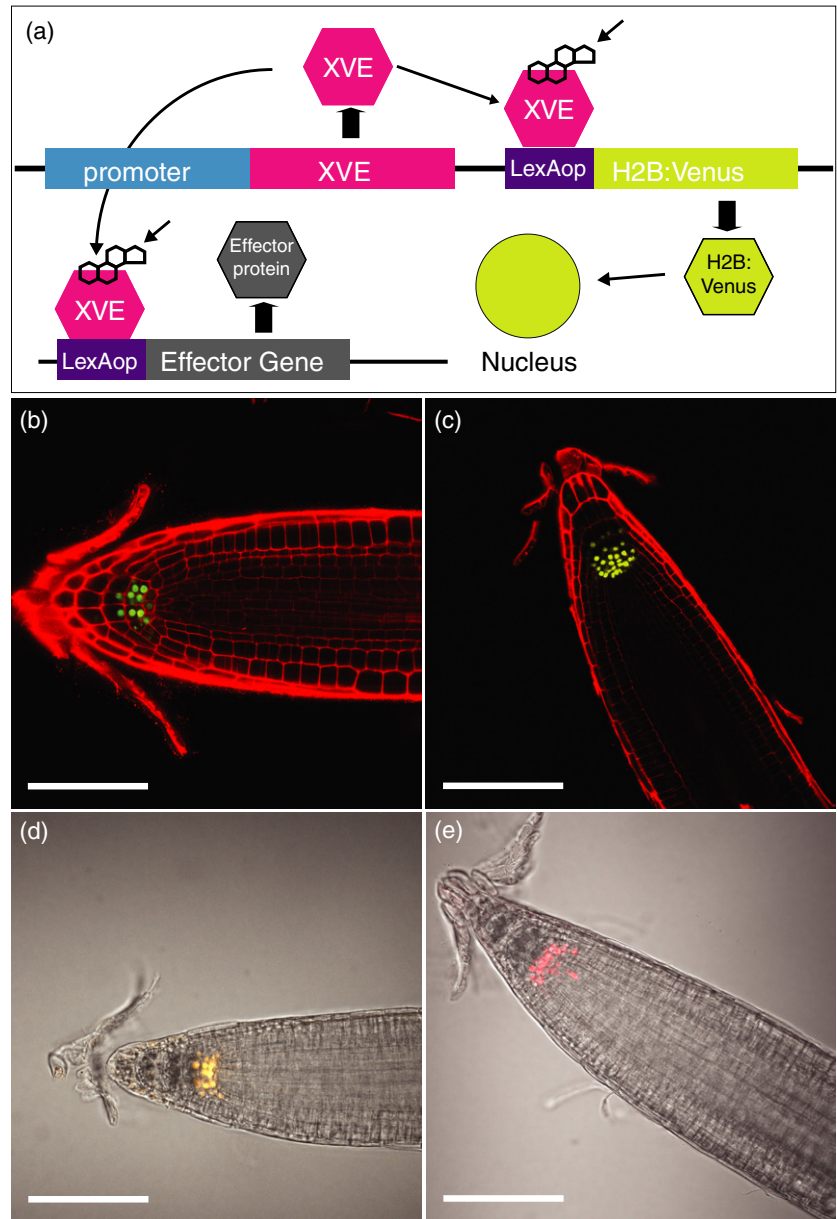 (a)
XVE
XVE
promoter
XVE
LexAop
H2B:Venus
Effector
protein
H2B:
Venus
XVE
LexAop
Effector Gene
Nucleus
(b)
(c)
(d)
(e)